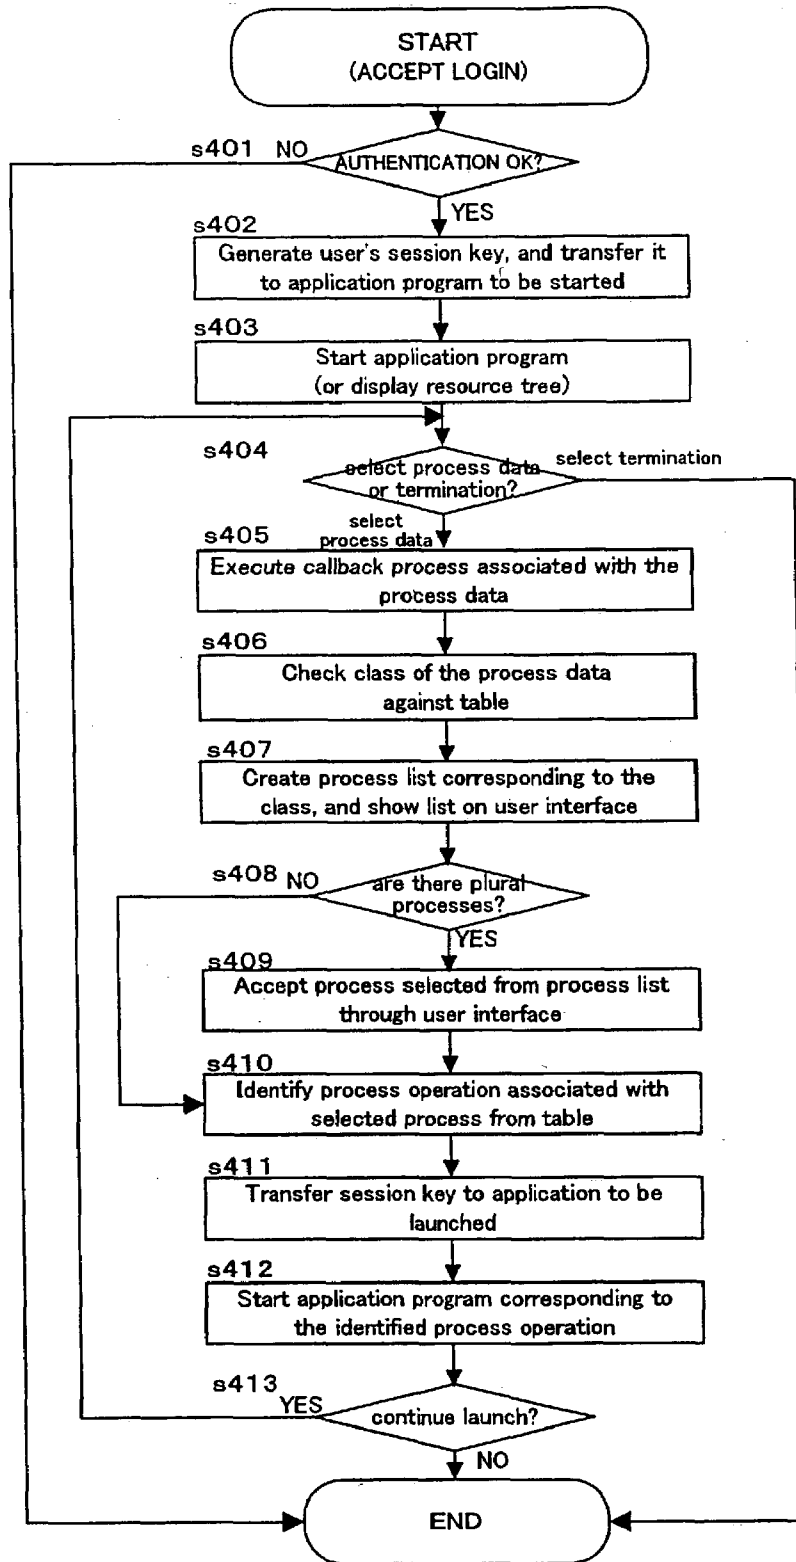 START
(ACCEPT LOGIN)
s401 NO
AUTHENTICATION OK?
YES
s402
Generate user's session key, and transfer it
to application program to be started
s403
Start application program
(or display resource tree)
s404
select process data
or termination?
select termination
select
process data
s405
Execute callback process associated with the
process data
s406
Check class of the process data
against table
s407
Create process list corresponding to the
class, and show list on user interface
s408 NO
are there plural
processes?
YES
s409
Accept process selected from process list
through user interface
s410
Identify process operation associated with
selected process from table
s411
Transfer session key to application to be
launched
s412
Start application program corresponding to
the identified process operation
s413
YES
continue launch?
NO
END